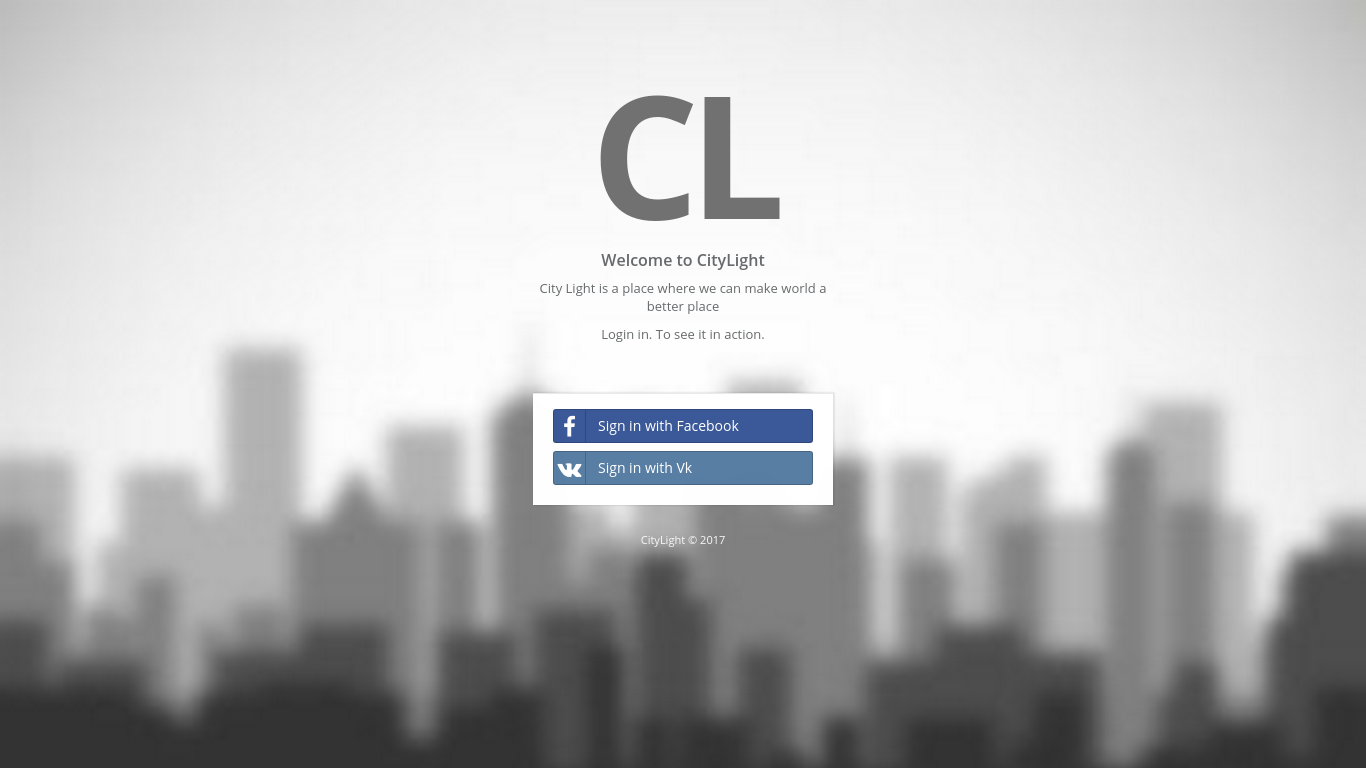 CL
Welcome to CityLight
City Light is a place where we can make world a
better place
Login in. To see it in action.
Sign in with Facebook
Sign in with Vk
CityLight © 2017